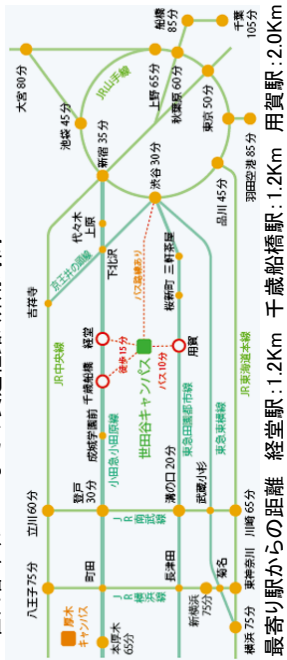 船橋
85分
千葉
105分
大宮80分
JR山手線
上野65分
秋葉原60分
池袋45分
東京50分
新宿35分
渋谷30分
品川45分
羽田空港85分
代々木
上原
下北沢
京王井の頭線
吉祥寺
バス路線あり
三軒茶屋
桜新町
JR中央線
経堂
千歳船橋
徒歩15分
世田谷キャンパス
バス10分
用賀
成城学園前
小田急小田原線
東急田園都市線
東急東横線
JR東海道本線
立川60分
登戸
30分
JR南武線
溝の口20分
武蔵小杉
川崎65分
八王子75分
町田
JR横浜線
長津田
新横浜
75分
菊名
東神奈川
横浜75分
厚木
キャンパス
本厚木
65分
最寄り駅からの距離 経堂駅:1.2Km 千歳船橋駅:1.2Km 用賀駅:2.0Km